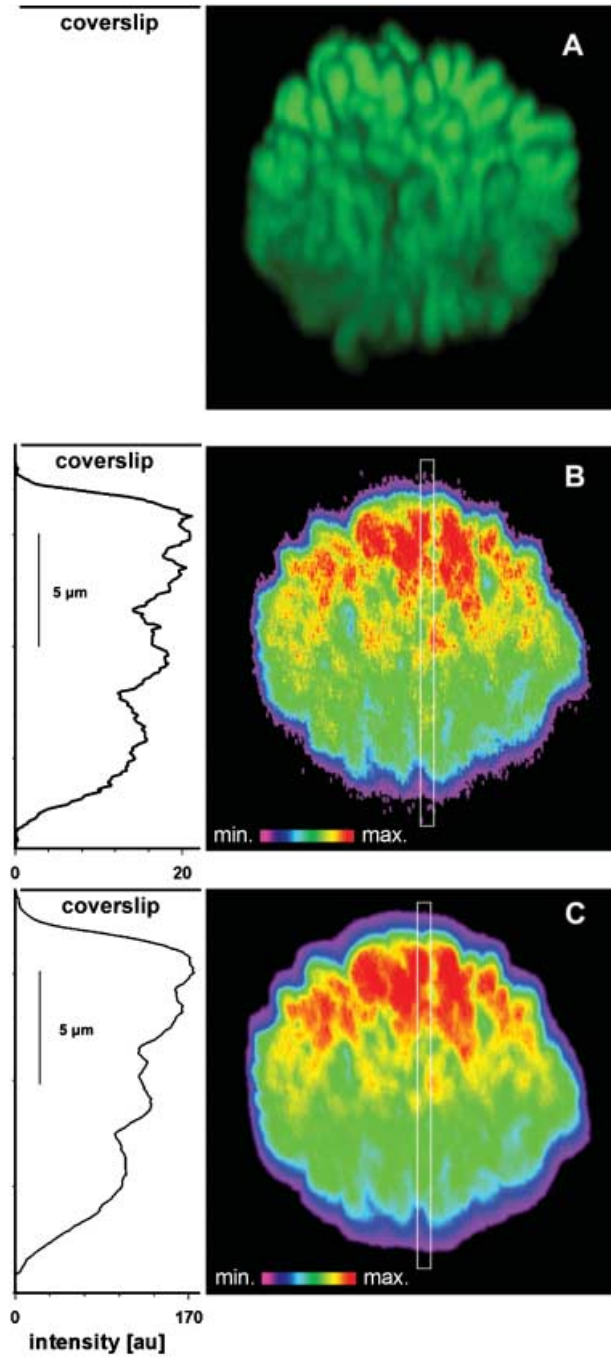 coverslip
A
coverslip
B
5 µm
min. max.
0 20
coverslip
C
5 µm
min. max.
0 170
intensity [au]